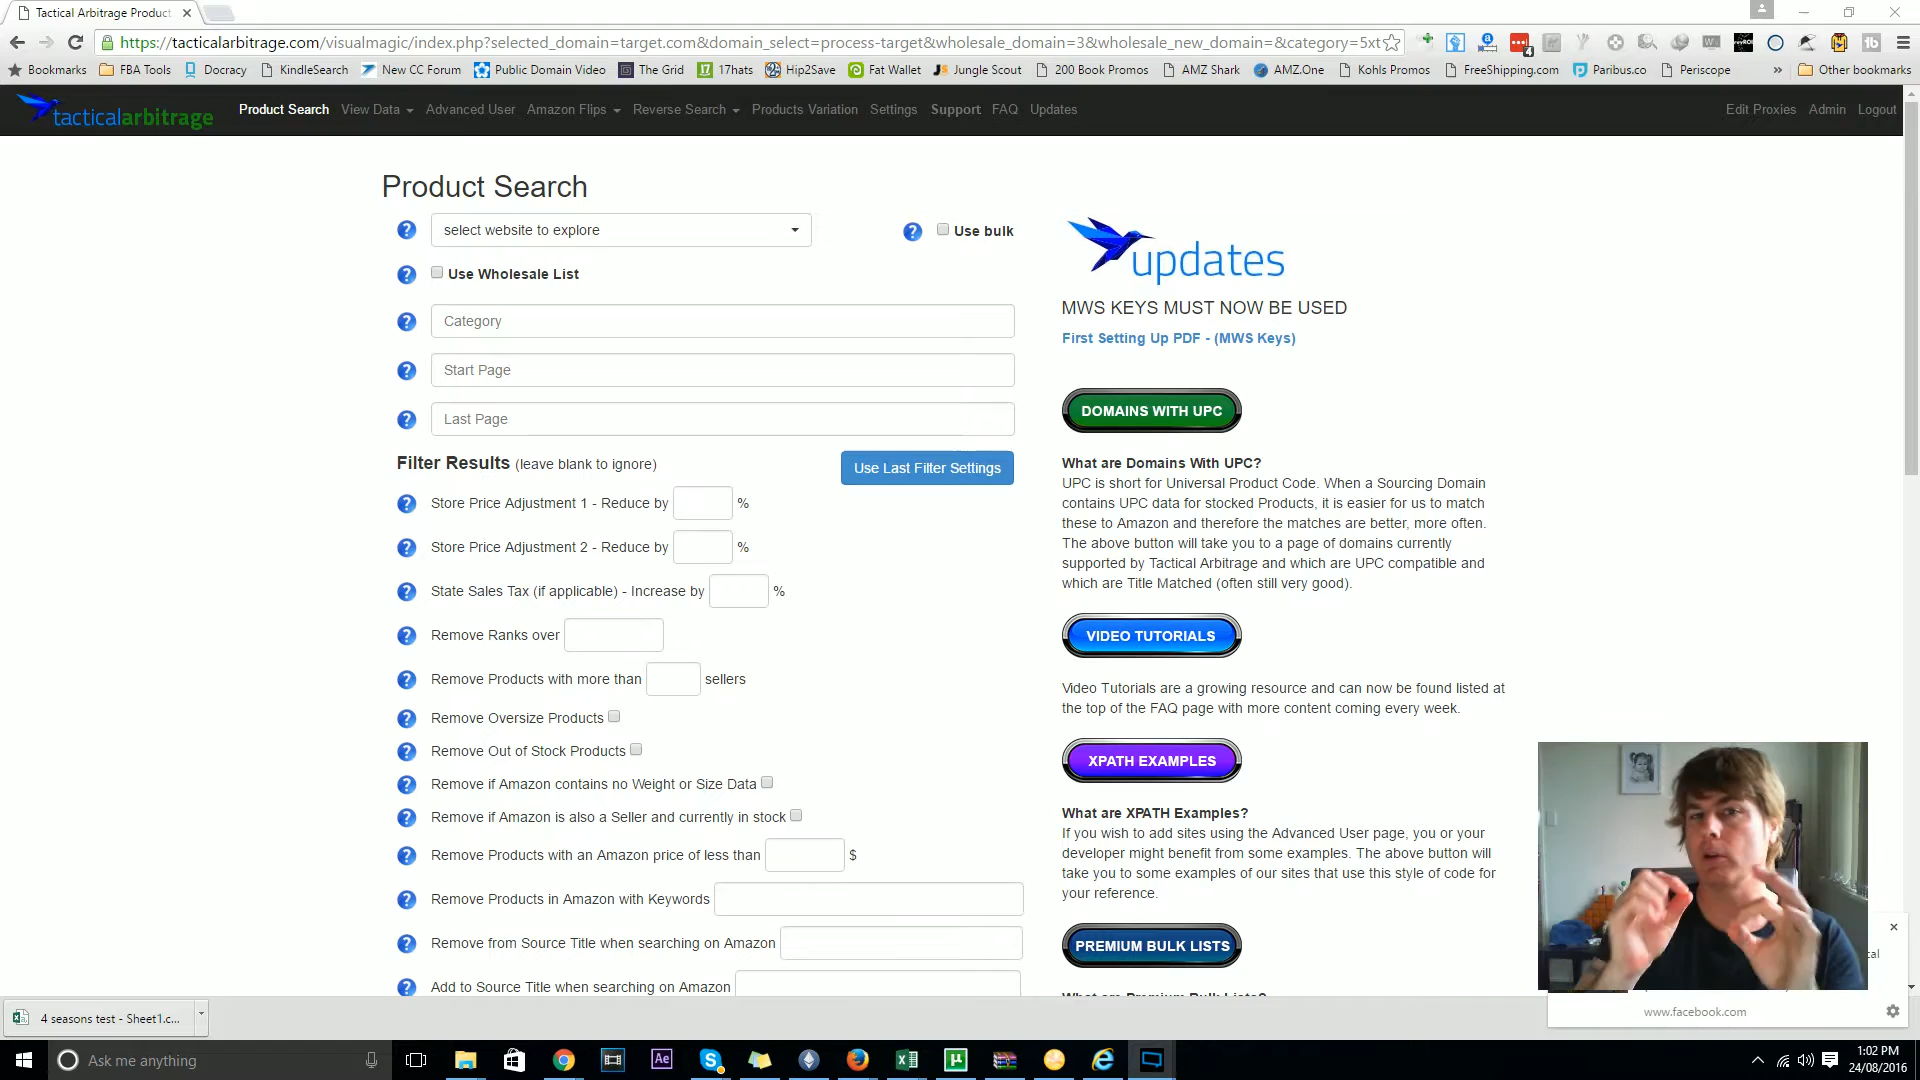 Tactical Arbitrage Product
https://tacticalarbitrage.com/visualmagic/index.php?selected_domain=target.com&domain_select=process-target&wholesale_domain=3&wholesale_new_domain=&category=5xt
Bookmarks FBA Tools Docracy KindleSearch New CC Forum Public Domain Video The Grid 17hats Hip2Save Fat Wallet Jungle Scout 200 Book Promos AMZ Shark AMZ.One Kohls Promos FreeShipping.com Paribus.co Periscope » Other bookmarks
tacticalarbitrage Product Search View Data Advanced User Amazon Flips Reverse Search Products Variation Settings Support FAQ Updates Edit Proxies Admin Logout
Product Search
select website to explore
Use bulk
Use Wholesale List
Category
Start Page
Last Page
Filter Results (leave blank to ignore)
Use Last Filter Settings
Store Price Adjustment 1 - Reduce by %
Store Price Adjustment 2 - Reduce by %
State Sales Tax (if applicable) - Increase by %
Remove Ranks over
Remove Products with more than sellers
Remove Oversize Products
Remove Out of Stock Products
Remove if Amazon contains no Weight or Size Data
Remove if Amazon is also a Seller and currently in stock
Remove Products with an Amazon price of less than $
Remove Products in Amazon with Keywords
Remove from Source Title when searching on Amazon
Add to Source Title when searching on Amazon
updates
MWS KEYS MUST NOW BE USED
First Setting Up PDF - (MWS Keys)
DOMAINS WITH UPC
What are Domains With UPC?
UPC is short for Universal Product Code. When a Sourcing Domain
contains UPC data for stocked Products, it is easier for us to match
these to Amazon and therefore the matches are better, more often.
The above button will take you to a page of domains currently
supported by Tactical Arbitrage and which are UPC compatible and
which are Title Matched (often still very good).
VIDEO TUTORIALS
Video Tutorials are a growing resource and can now be found listed at
the top of the FAQ page with more content coming every week.
XPATH EXAMPLES
What are XPATH Examples?
If you wish to add sites using the Advanced User page, you or your
developer might benefit from some examples. The above button will
take you to some examples of our sites that use this style of code for
your reference.
PREMIUM BULK LISTS
What are Premium Bulk Lists?
www.facebook.com
4 seasons test - Sheet1.c...
Ask me anything
1:02 PM
24/08/2016